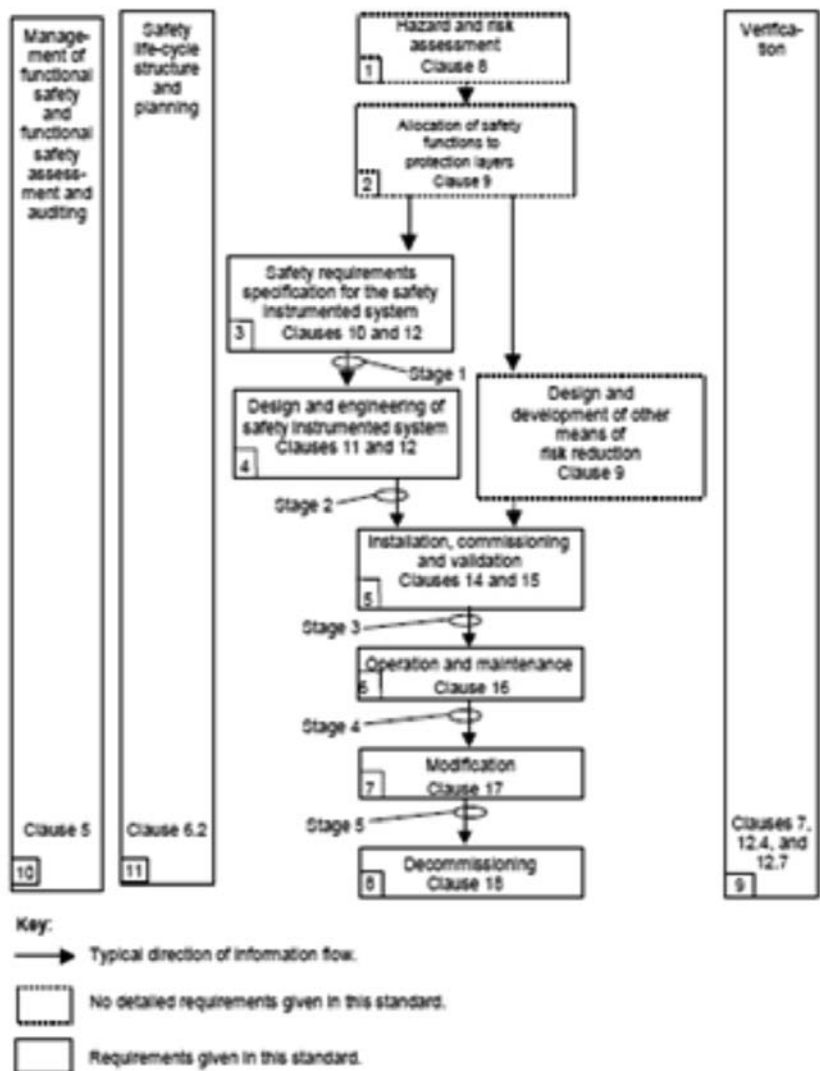 Manage-
ment of
functional
safety
and
functional
safety
assess-
ment and
auditing
Clause 5
10
Safety
life-cycle
structure
and
planning
Clause 6.2
11
Hazard and risk
assessment
Clause 8
1
Allocation of safety
functions to
protection layers
Clause 9
2
Safety requirements
specification for the safety
instrumented system
Clauses 10 and 12
3
Stage 1
Design and engineering of
safety instrumented system
Clauses 11 and 12
4
Design and
development of other
means of
risk reduction
Clause 9
Stage 2
Installation, commissioning
and validation
Clauses 14 and 15
5
Stage 3
Operation and maintenance
Clause 16
6
Stage 4
Modification
Clause 17
7
Stage 5
Decommissioning
Clause 18
8
Verifica-
tion
Clauses 7,
12.4, and
12.7
9
Key:
Typical direction of information flow.
No detailed requirements given in this standard.
Requirements given in this standard.